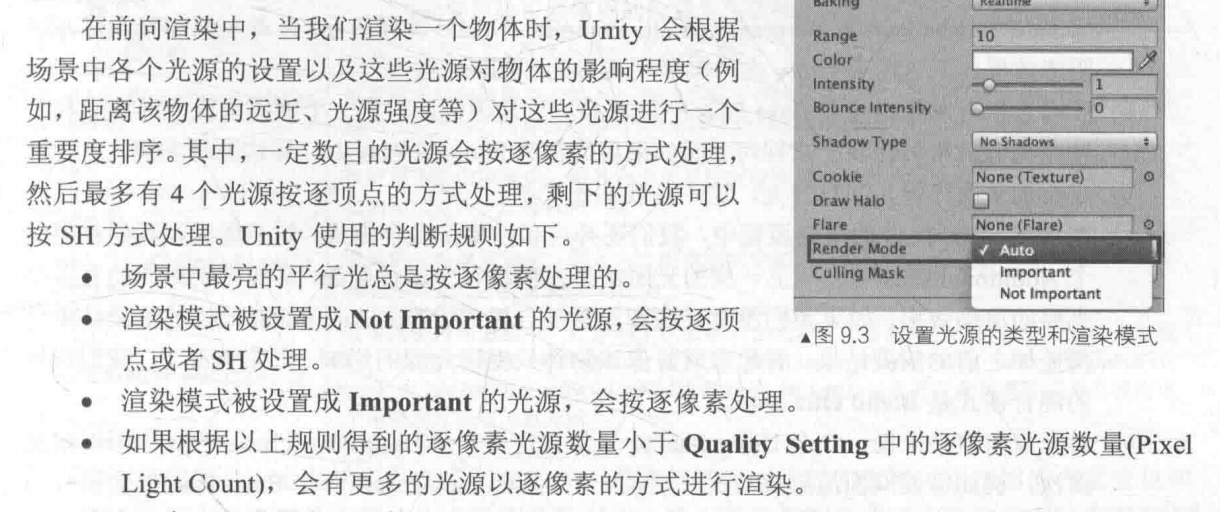 在前向渲染中，当我们渲染一个物体时，Unity 会根据
场景中各个光源的设置以及这些光源对物体的影响程度（例
如，距离该物体的远近、光源强度等）对这些光源进行一个
重要度排序。其中，一定数目的光源会按逐像素的方式处理，
然后最多有 4 个光源按逐顶点的方式处理，剩下的光源可以
按 SH 方式处理。Unity 使用的判断规则如下。
● 场景中最亮的平行光总是按逐像素处理的。
● 渲染模式被设置成 Not Important 的光源，会按逐顶
点或者 SH 处理。
● 渲染模式被设置成 Important 的光源，会按逐像素处理。
● 如果根据以上规则得到的逐像素光源数量小于 Quality Setting 中的逐像素光源数量(Pixel
Light Count)，会有更多的光源以逐像素的方式进行渲染。
Baking Realtime
Range 10
Color
Intensity 1
Bounce Intensity 0
Shadow Type No Shadows
Cookie None (Texture)
Draw Halo
Flare None (Flare)
Render Mode ✓ Auto
Culling Mask Important
Not Important
▲图 9.3 设置光源的类型和渲染模式